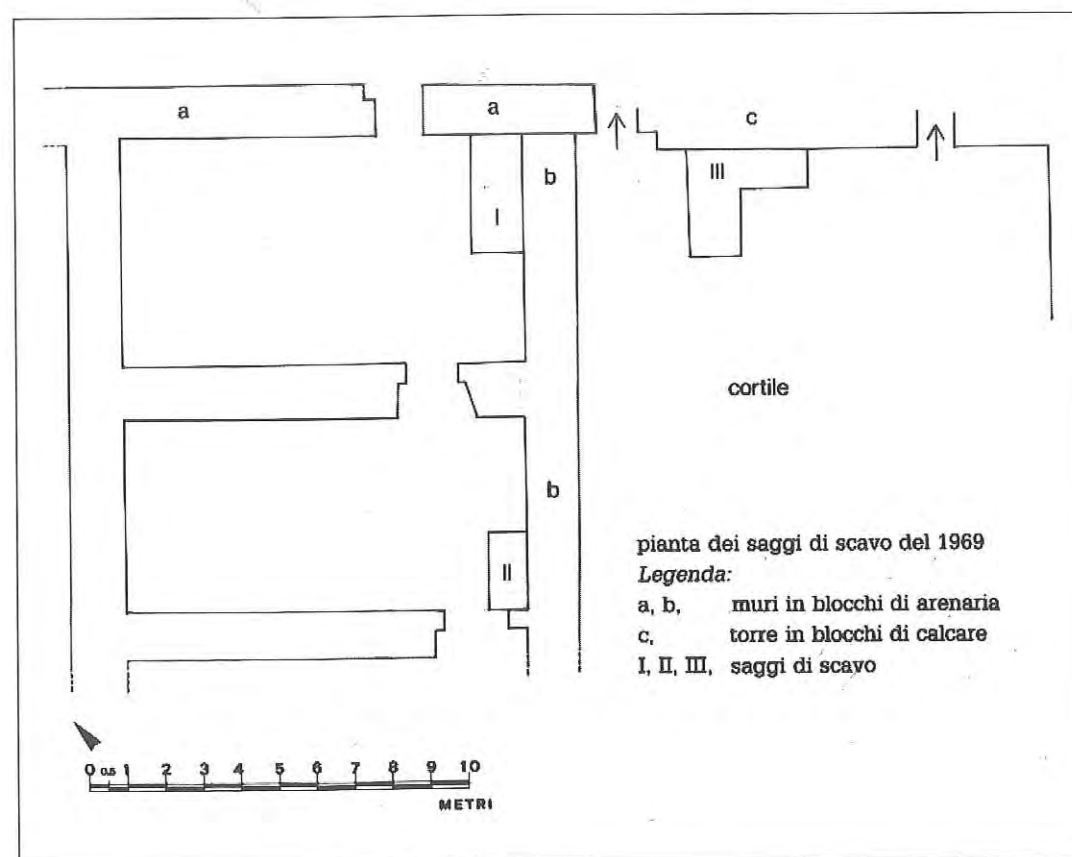 a
a
c
b
III
I
cortile
b
II
pianta dei saggi di scavo del 1969
Legenda:
a, b, muri in blocchi di arenaria
c, torre in blocchi di calcare
I, II, III, saggi di scavo
0 0.5 1 2 3 4 5 6 7 8 9 10
METRI